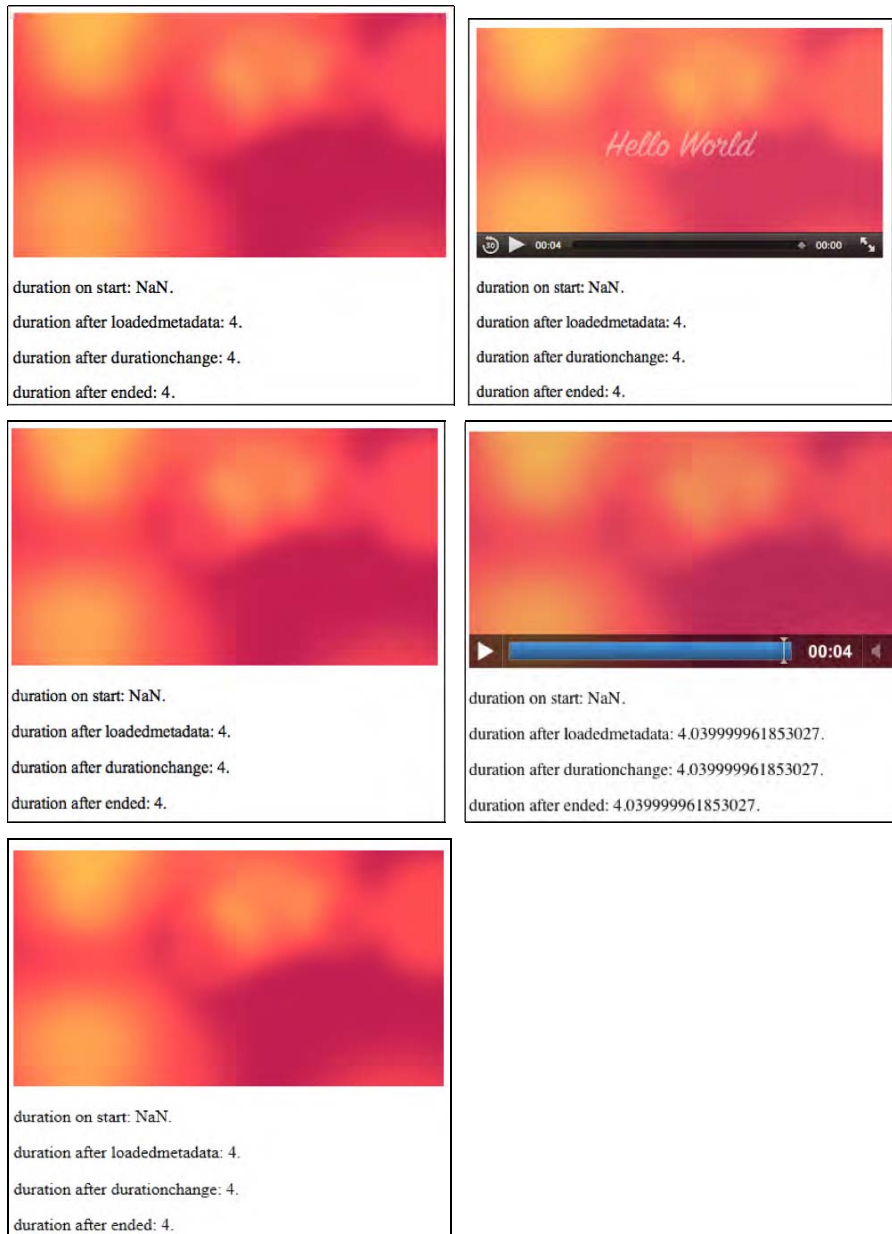 duration on start: NaN.
duration after loadedmetadata: 4.
duration after durationchange: 4.
duration after ended: 4.
Hello World
30
00:04
00:00
duration on start: NaN.
duration after loadedmetadata: 4.
duration after durationchange: 4.
duration after ended: 4.
duration on start: NaN.
duration after loadedmetadata: 4.
duration after durationchange: 4.
duration after ended: 4.
00:04
duration on start: NaN.
duration after loadedmetadata: 4.039999961853027.
duration after durationchange: 4.039999961853027.
duration after ended: 4.039999961853027.
duration on start: NaN.
duration after loadedmetadata: 4.
duration after durationchange: 4.
duration after ended: 4.